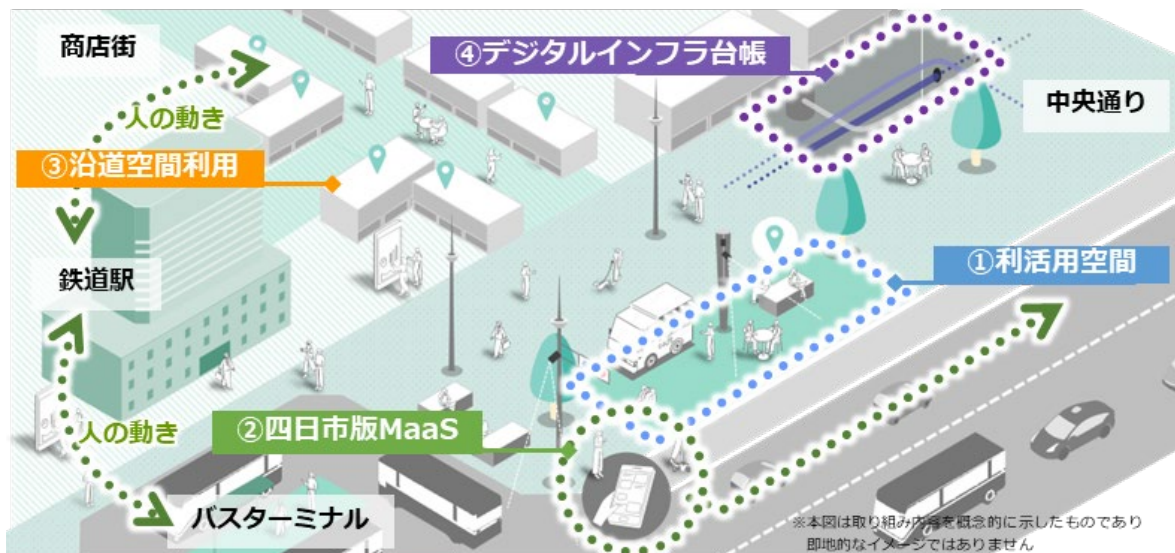 商店街
④デジタルインフラ台帳
中央通り
人の動き
③沿道空間利用
①利活用空間
鉄道駅
②四日市版MaaS
人の動き
バスターミナル
※本図は取り組み内容を概念的に示したものであり
即地的なイメージではありません